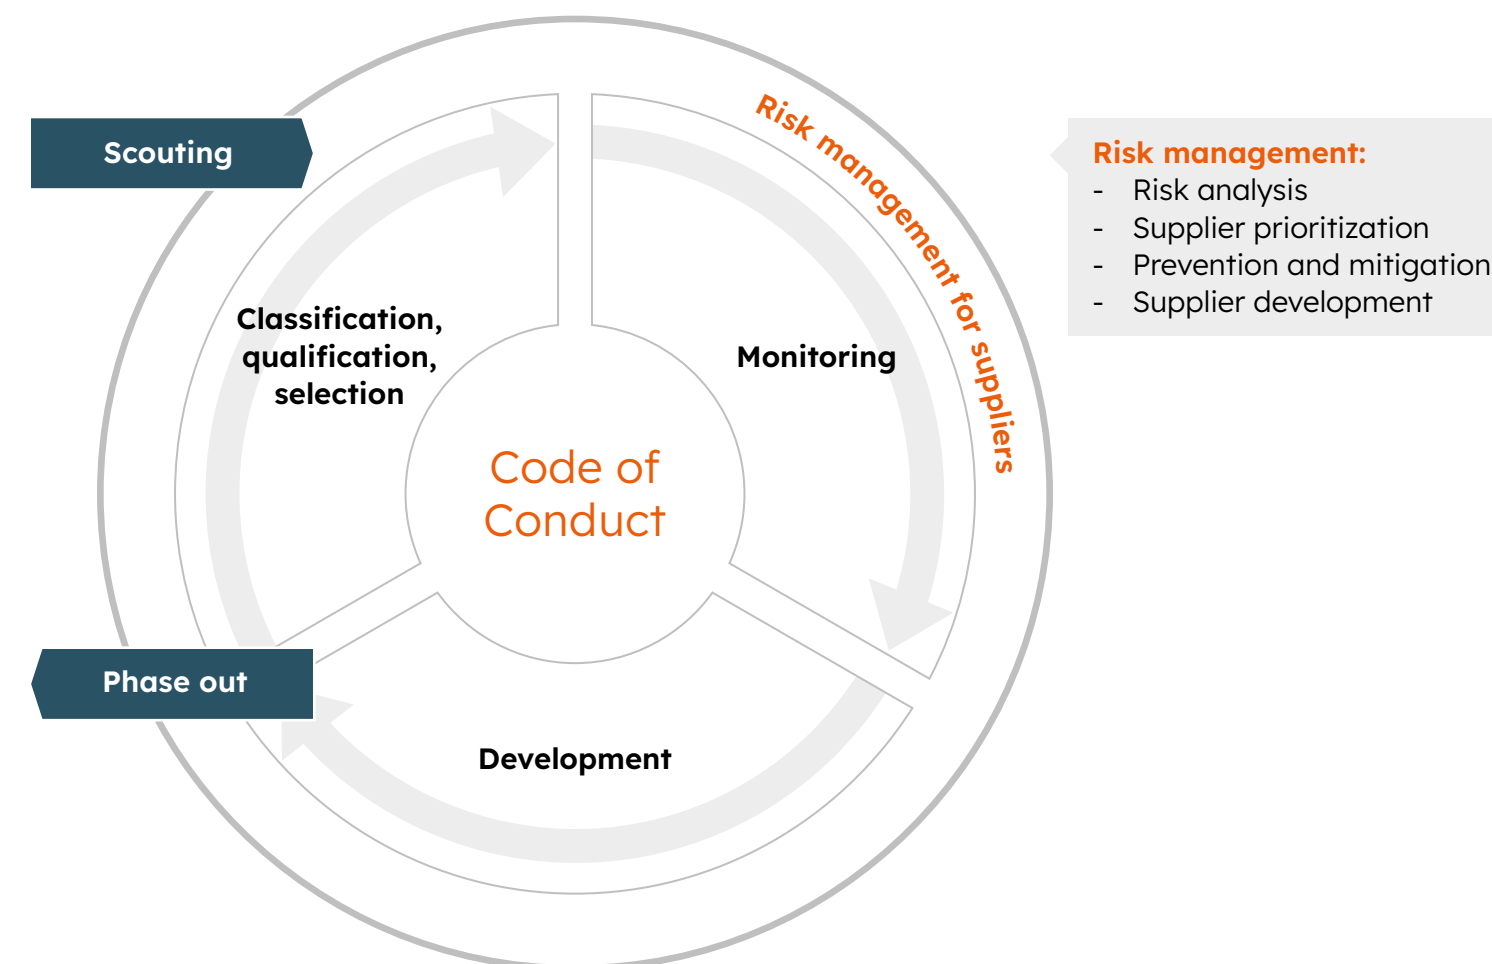 Scouting
Classification,
qualification,
selection
Monitoring
Risk management for suppliers
Code of
Conduct
Phase out
Development
Risk management:
- Risk analysis
- Supplier prioritization
- Prevention and mitigation
- Supplier development